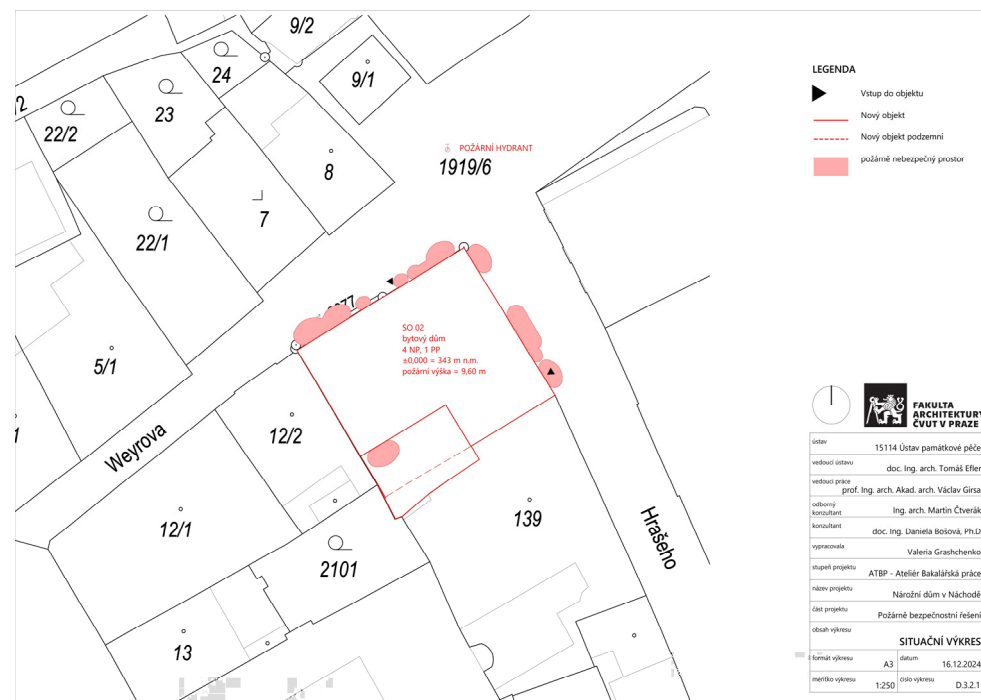 9/2
24
9/1
23
22/2
8
7
22/1
POŽÁRNÍ HYDRANT
1919/6
SO 02
bytový dům
4 NP, 1 PP
±0,000 = 343 m n.m.
požární výška = 9,60 m
5/1
12/2
Weyrova
12/1
139
Hrašeho
2101
13
LEGENDA
Vstup do objektu
Nový objekt
Nový objekt podzemní
požárně nebezpečný prostor
FAKULTA
ARCHITEKTURY
ČVUT V PRAZE
ústav
15114 Ústav památkové péče
vedoucí ústavu
doc. Ing. arch. Tomáš Efler
vedoucí práce
prof. Ing. arch. Akad. arch. Václav Girsa
odborný
konzultant
Ing. arch. Martin Čtverák
konzultant
doc. Ing. Daniela Bošová, Ph.D
vypracovala
Valeria Grashchenko
stupeň projektu
ATBP - Ateliér Bakalářská práce
název projektu
Nárožní dům v Náchodě
část projektu
Požárně bezpečnostní řešení
obsah výkresu
SITUAČNÍ VÝKRES
formát výkresu
A3
datum
16.12.2024
měřítko výkresu
1:250
číslo výkresu
D.3.2.1